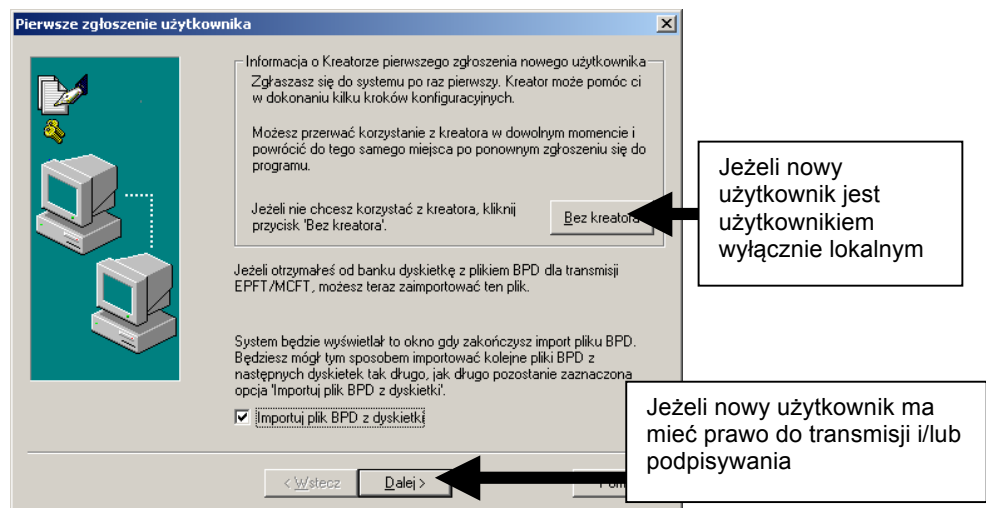 Pierwsze zgłoszenie użytkownika
Informacja o Kreatorze pierwszego zgłoszenia nowego użytkownika
Zgłaszasz się do systemu po raz pierwszy. Kreator może pomóc ci
w dokonaniu kilku kroków konfiguracyjnych.
Możesz przerwać korzystanie z kreatora w dowolnym momencie i
powrócić do tego samego miejsca po ponownym zgłoszeniu się do
programu.
Jeżeli nie chcesz korzystać z kreatora, kliknij
przycisk 'Bez kreatora'.
Bez kreatora
Jeżeli nowy
użytkownik jest
użytkownikiem
wyłącznie lokalnym
Jeżeli otrzymałeś od banku dyskietkę z plikiem BPD dla transmisji
EPFT/MCFT, możesz teraz zaimportować ten plik.
System będzie wyświetlał to okno gdy zakończysz import pliku BPD.
Będziesz mógł tym sposobem importować kolejne pliki BPD z
następnych dyskietek tak długo, jak długo pozostanie zaznaczona
opcja 'Importuj plik BPD z dyskietki'.
Importuj plik BPD z dyskietki
Jeżeli nowy użytkownik ma
mieć prawo do transmisji i/lub
podpisywania
< Wstecz
Dalej >